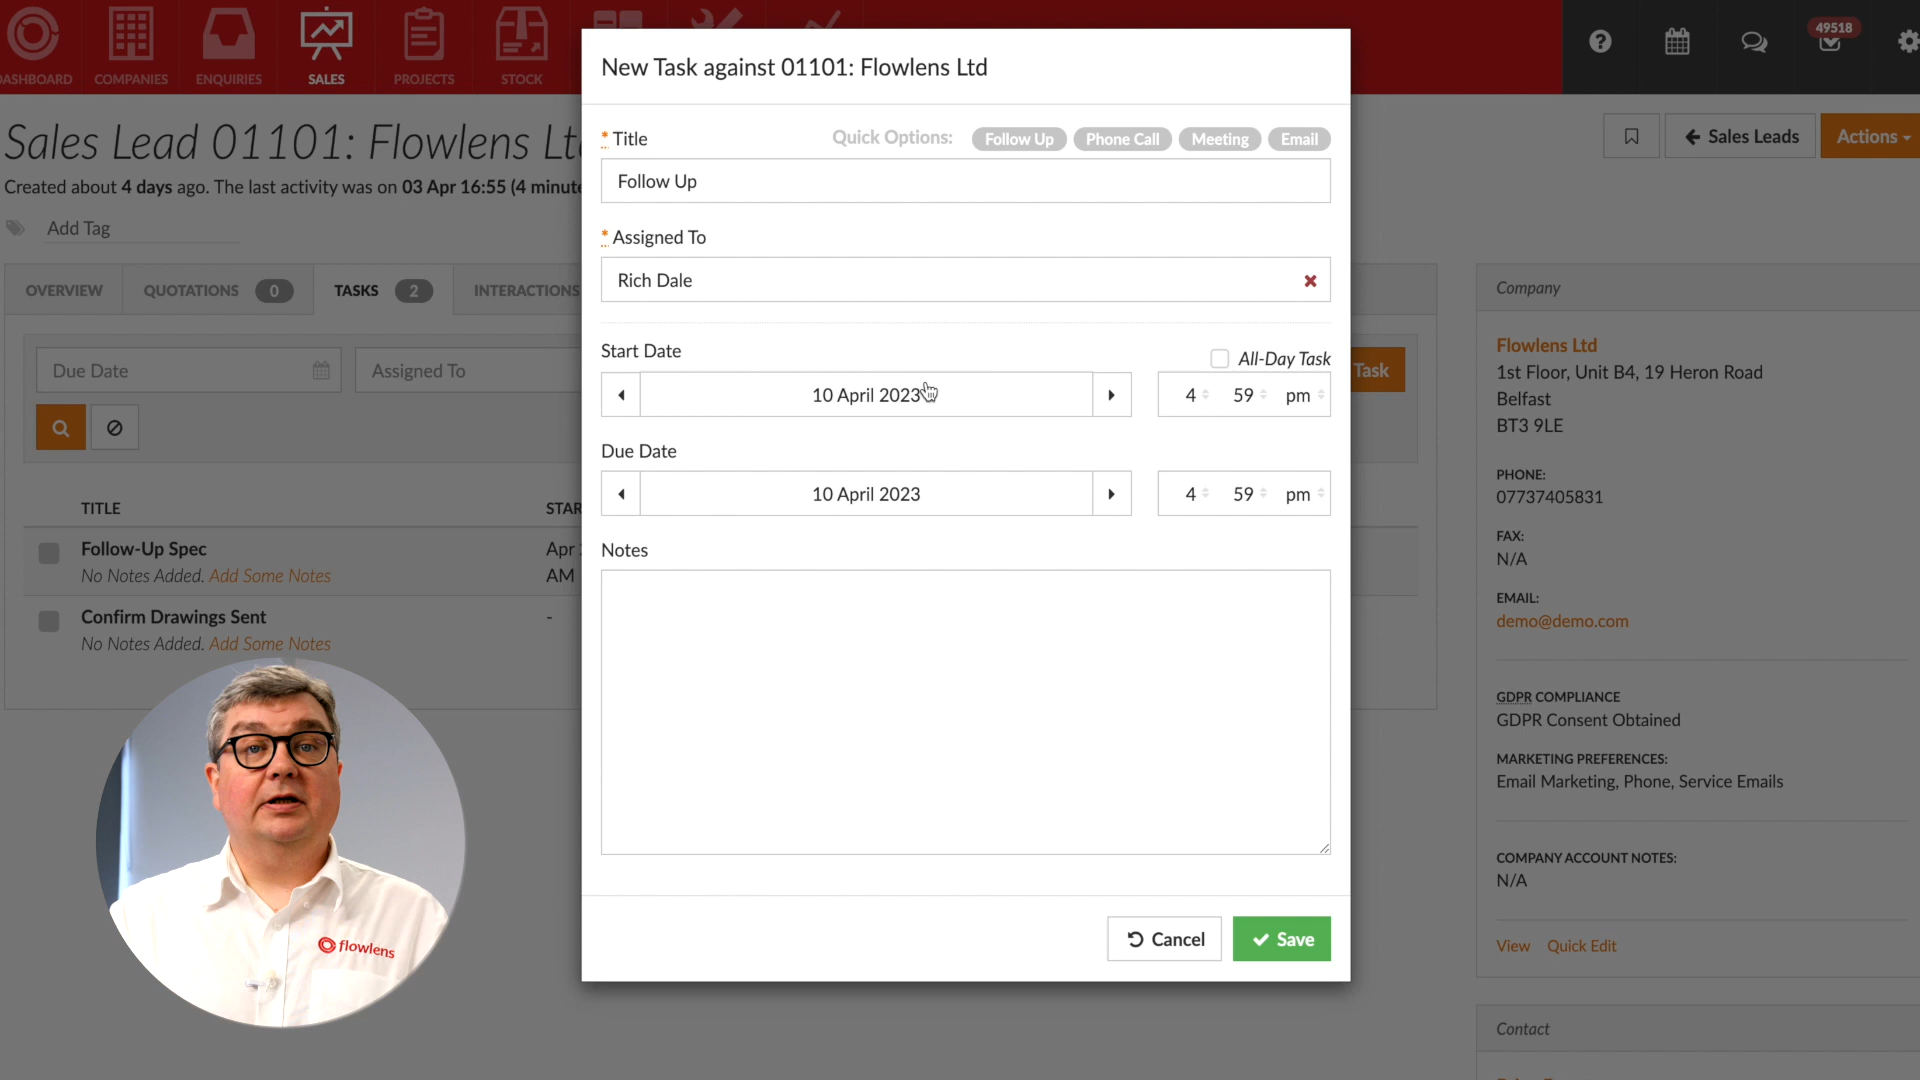 DASHBOARD
COMPANIES
ENQUIRIES
SALES
PROJECTS
STOCK
49518
Sales Lead 01101: Flowlens Lt
Created about 4 days ago. The last activity was on 03 Apr 16:55 (4 minute
Add Tag
Sales Leads
Actions
OVERVIEW
QUOTATIONS 0
TASKS 2
INTERACTIONS
Due Date
Assigned To
Task
TITLE
STAR
Follow-Up Spec
Apr
No Notes Added. Add Some Notes
AM
Confirm Drawings Sent
-
No Notes Added. Add Some Notes
flowlens
New Task against 01101: Flowlens Ltd
* Title
Quick Options: Follow Up Phone Call Meeting Email
Follow Up
* Assigned To
Rich Dale
Start Date
All-Day Task
10 April 2023
4 59 pm
Due Date
10 April 2023
4 59 pm
Notes
Cancel
Save
Company
Flowlens Ltd
1st Floor, Unit B4, 19 Heron Road
Belfast
BT3 9LE
PHONE:
07737405831
FAX:
N/A
EMAIL:
demo@demo.com
GDPR COMPLIANCE
GDPR Consent Obtained
MARKETING PREFERENCES:
Email Marketing, Phone, Service Emails
COMPANY ACCOUNT NOTES:
N/A
View Quick Edit
Contact